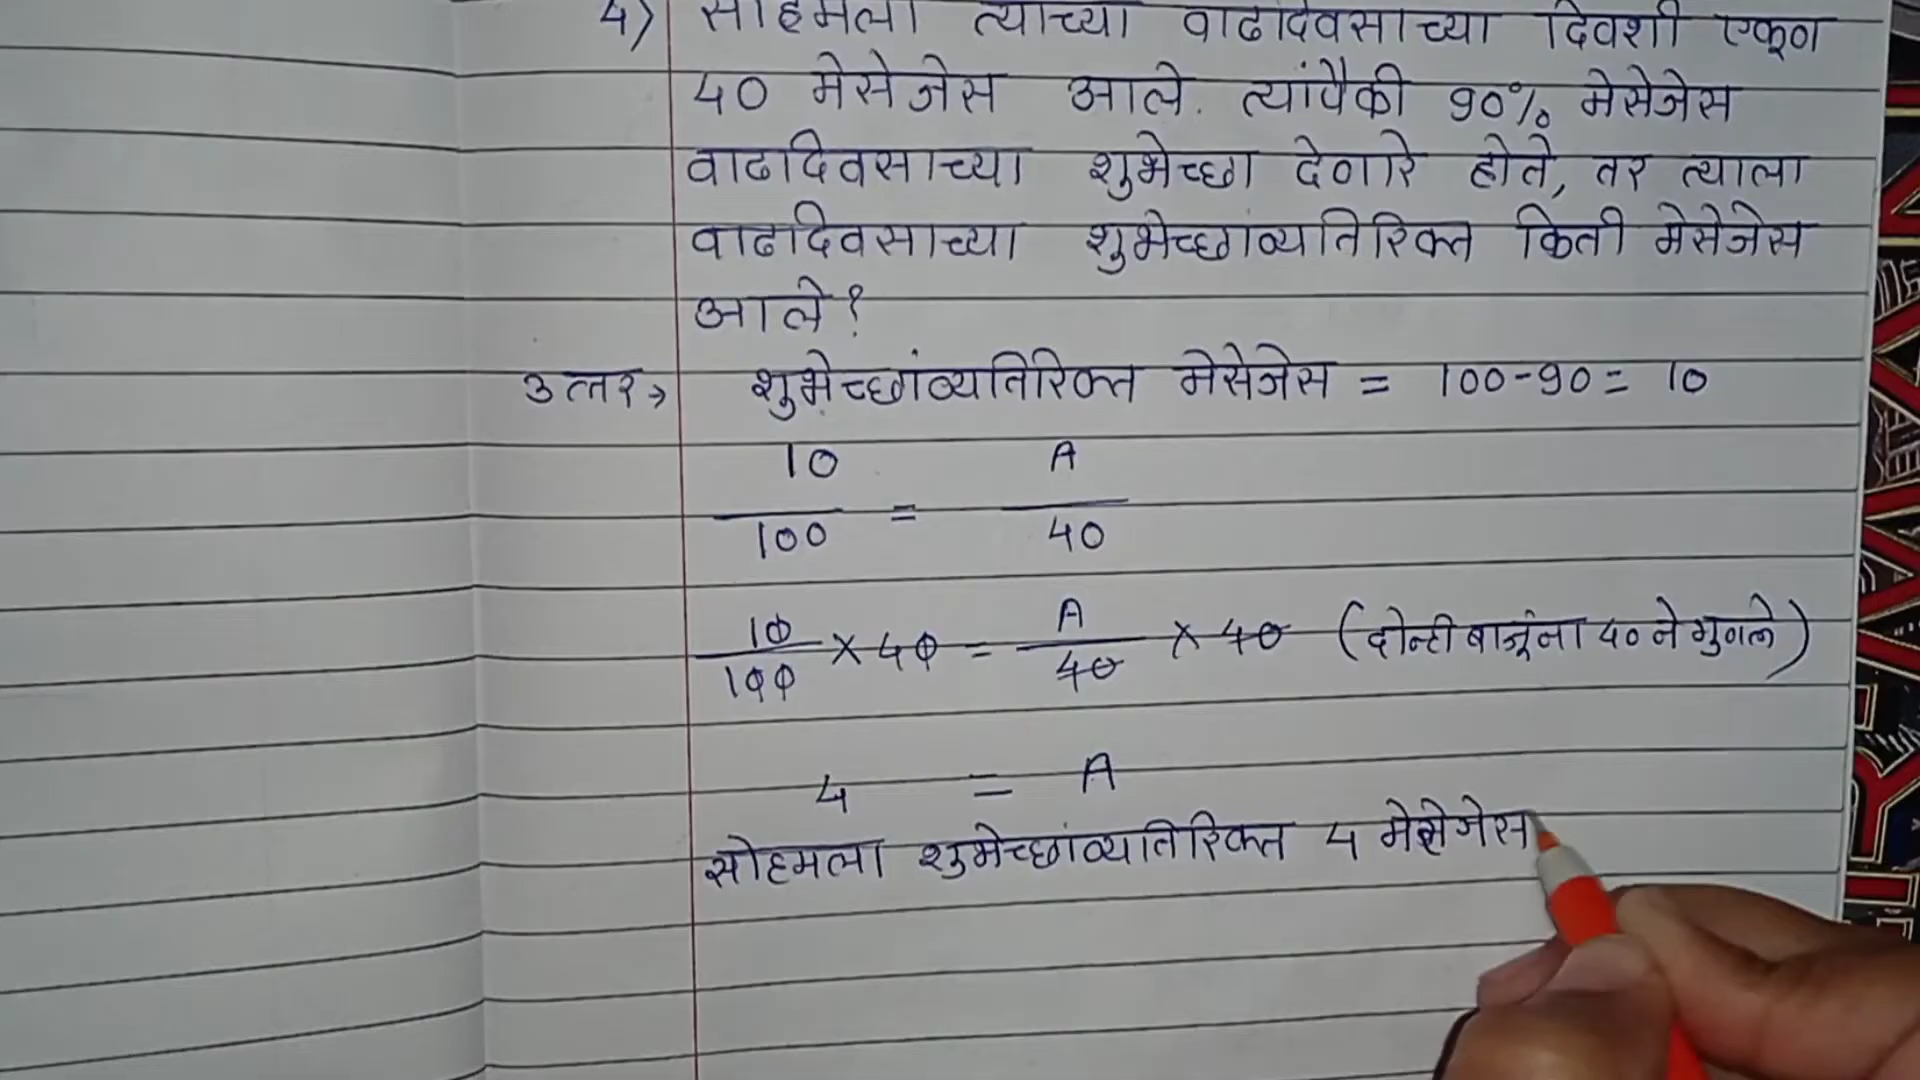 4) सोहमला त्याच्या वाढदिवसाच्या दिवशी एकूण
40 मेसेजेस आले. त्यांपैकी 90% मेसेजेस
वाढदिवसाच्या शुभेच्छा देणारे होते, तर त्याला
वाढदिवसाच्या शुभेच्छांव्यतिरिक्त किती मेसेजेस
आले?
उत्तर → शुभेच्छांव्यतिरिक्त मेसेजेस = 100-90 = 10
10/100 = A/40
10/100 × 40 = A/40 × 40 (दोन्ही बाजूंना 40 ने गुणले)
4 = A
सोहमला शुभेच्छांव्यतिरिक्त 4 मेसेजेस